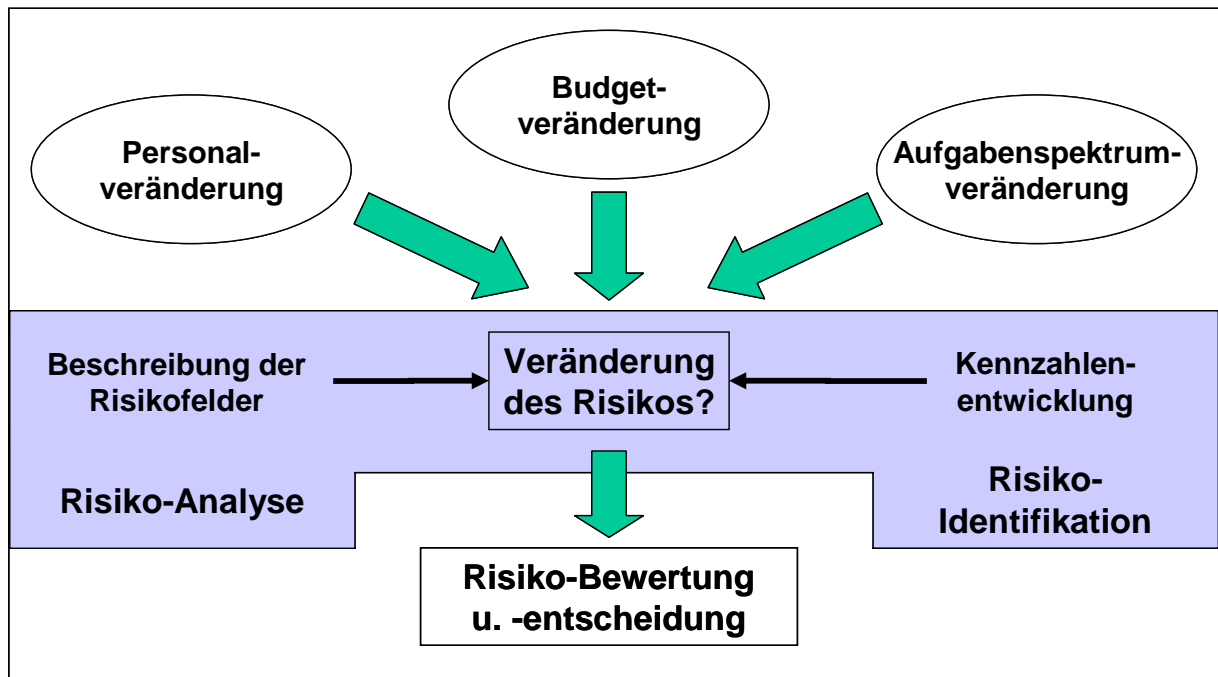 Personal-
veränderung
Budget-
veränderung
Aufgabenspektrum-
veränderung
Beschreibung der
Risikofelder
Veränderung
des Risikos?
Kennzahlen-
entwicklung
Risiko-Analyse
Risiko-
Identifikation
Risiko-Bewertung
u. -entscheidung